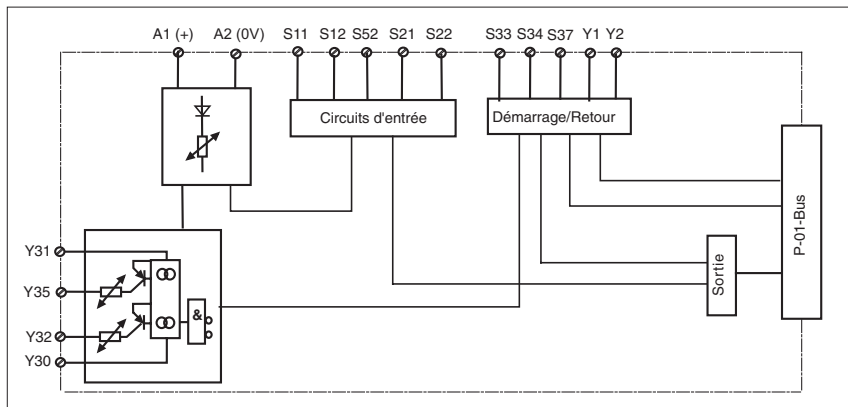 A1 (+) A2 (0V) S11 S12 S52 S21 S22 S33 S34 S37 Y1 Y2
Circuits d'entrée
Démarrage/Retour
P-01-Bus
Sortie
Y31
Y35
Y32
Y30
&